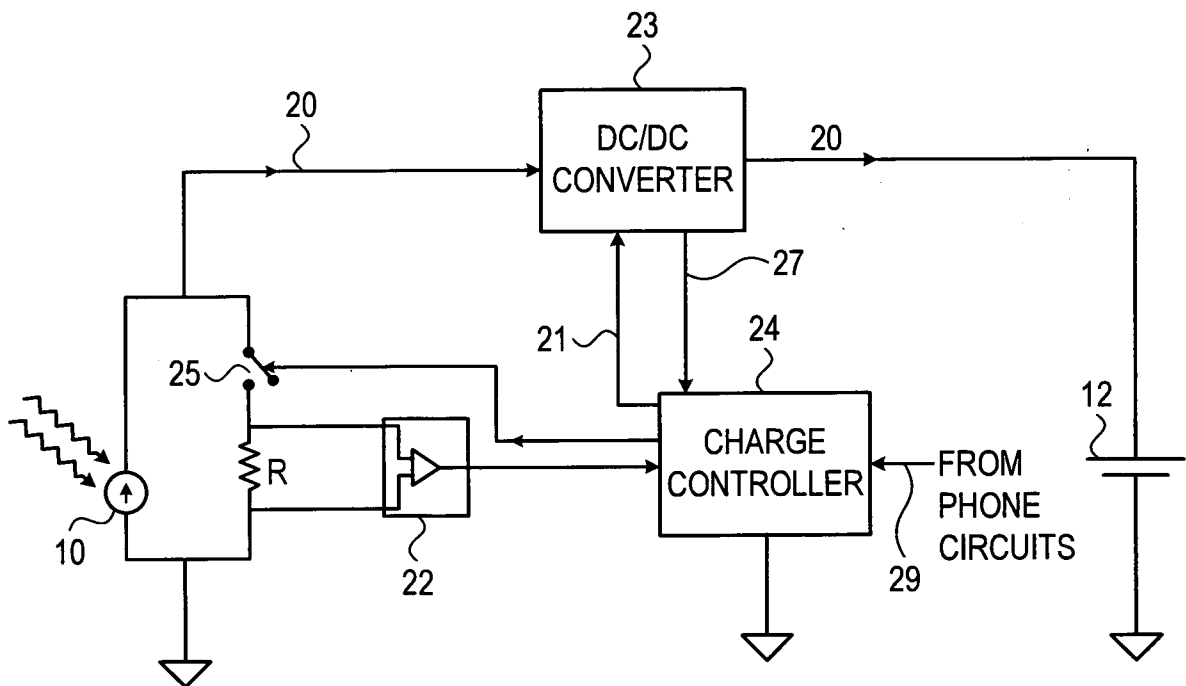 23
20
DC/DC
CONVERTER
20
27
21
24
25
12
CHARGE
CONTROLLER
FROM
PHONE
CIRCUITS
R
10
22
29